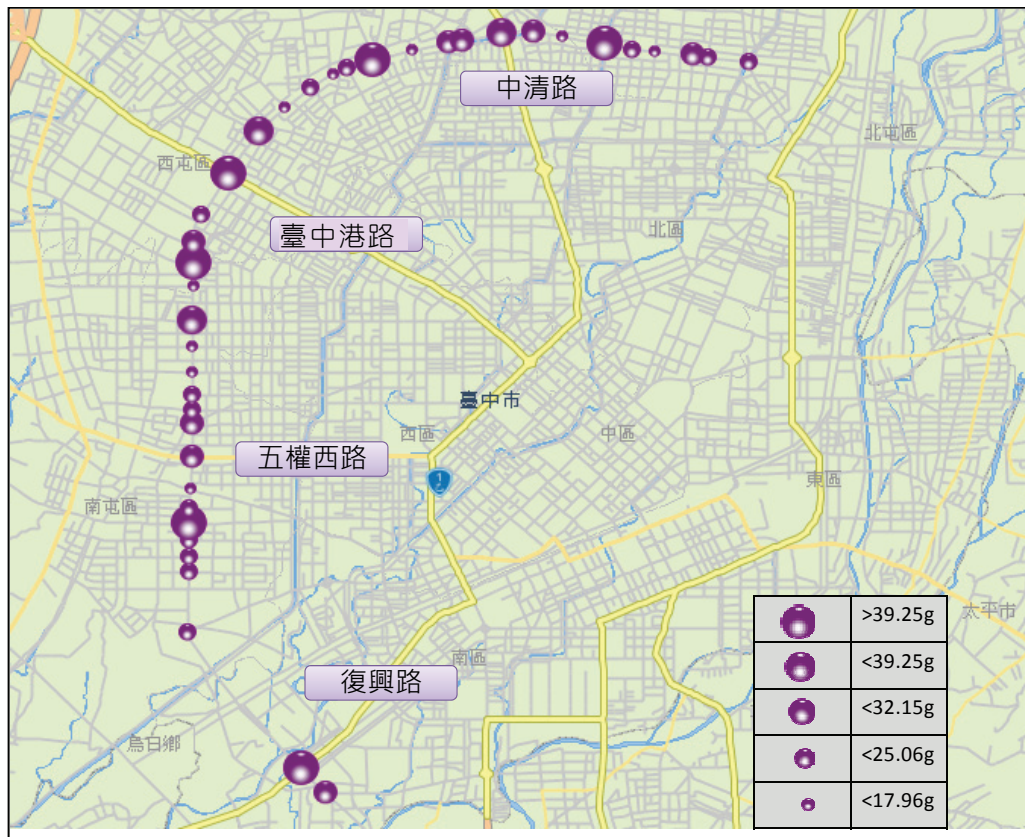 中清路
北屯區
西屯區
北區
臺中港路
臺中市
西區
中區
五權西路
1
東區
南屯區
>39.25g
太平市
<39.25g
南區
復興路
<32.15g
烏日鄉
<25.06g
<17.96g